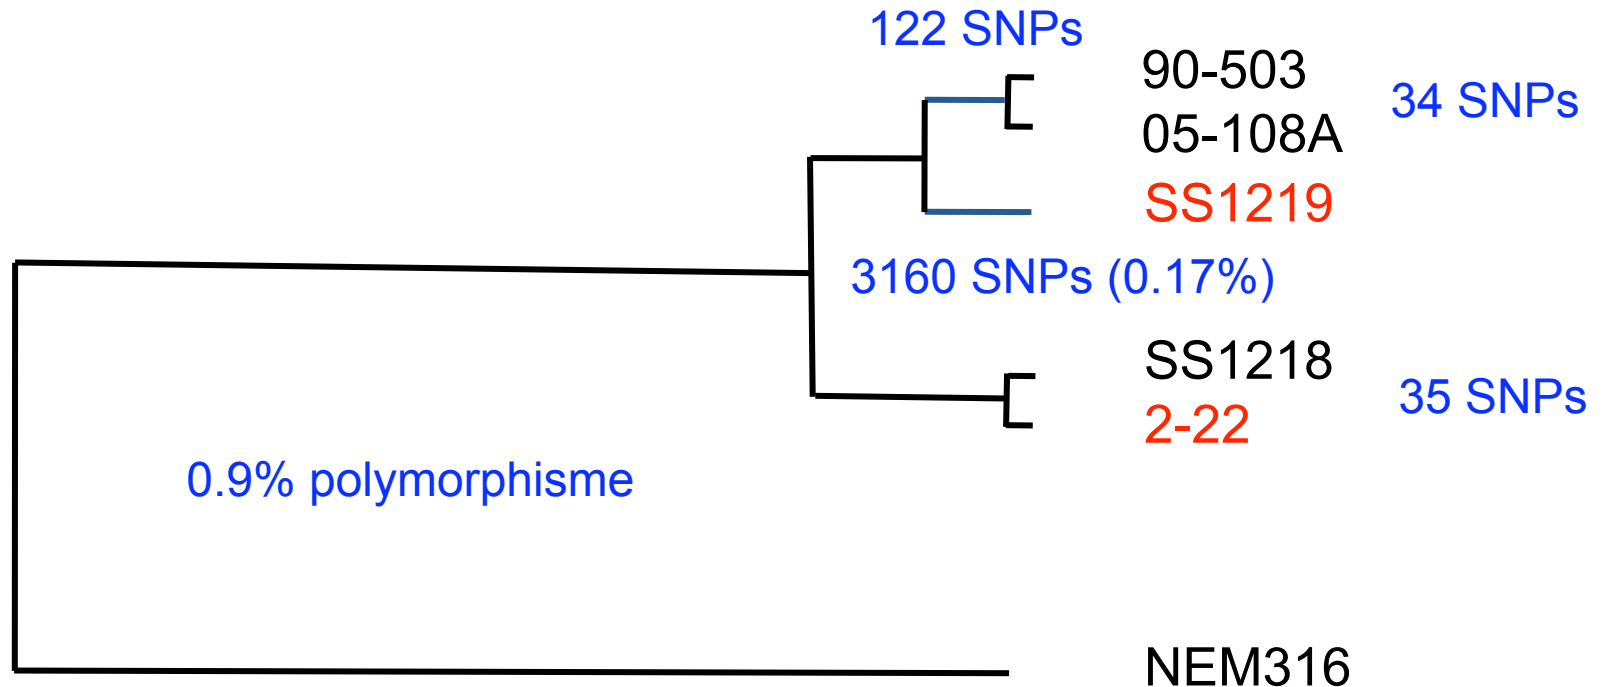 122 SNPs
90-503
34 SNPs
05-108A
SS1219
3160 SNPs (0.17%)
SS1218
35 SNPs
2-22
0.9% polymorphisme
NEM316